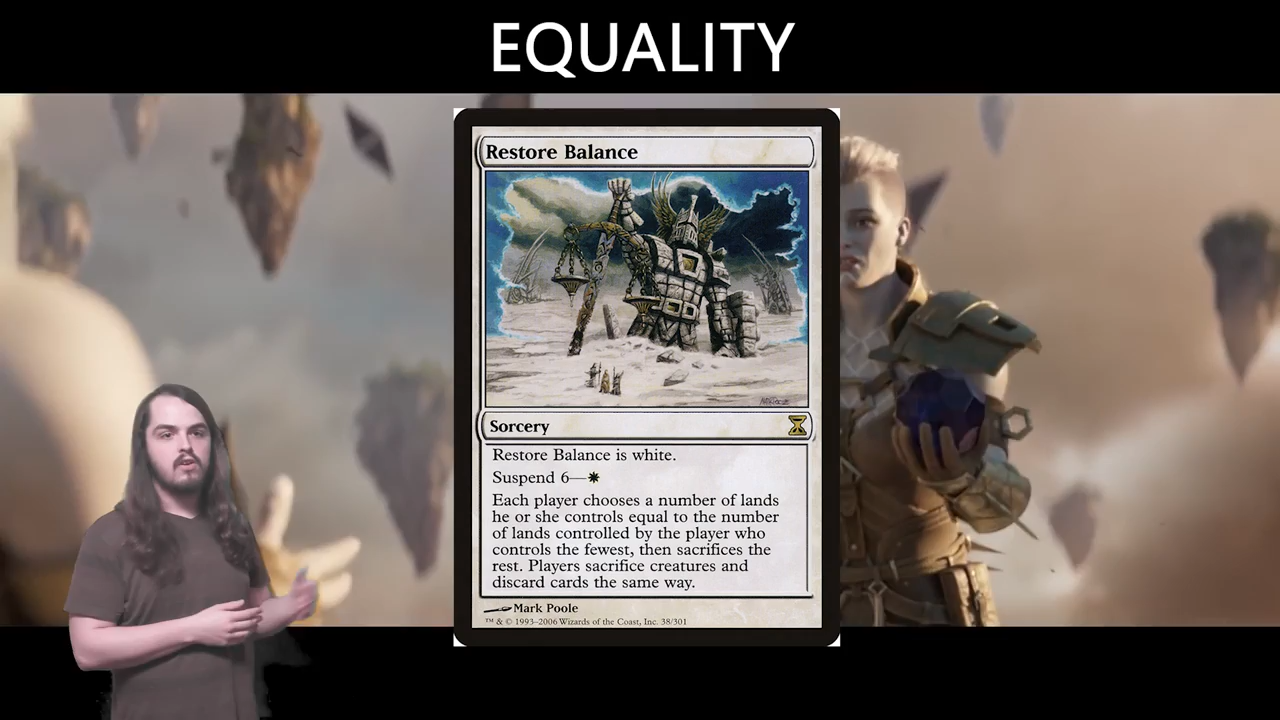 EQUALITY
Restore Balance
Sorcery
Restore Balance is white.
Suspend 6—
Each player chooses a number of lands
he or she controls equal to the number
of lands controlled by the player who
controls the fewest, then sacrifices the
rest. Players sacrifice creatures and
discard cards the same way.
Mark Poole
™ & © 1993–2006 Wizards of the Coast, Inc. 38/301